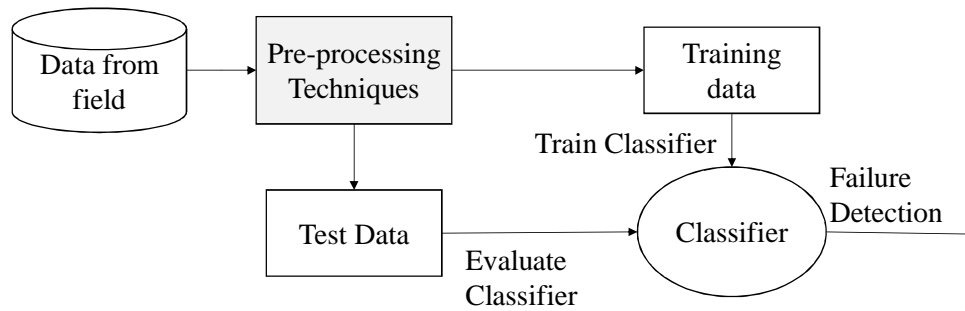 Data from
field
Pre-processing
Techniques
Training
data
Train Classifier
Test Data
Evaluate
Classifier
Classifier
Failure
Detection